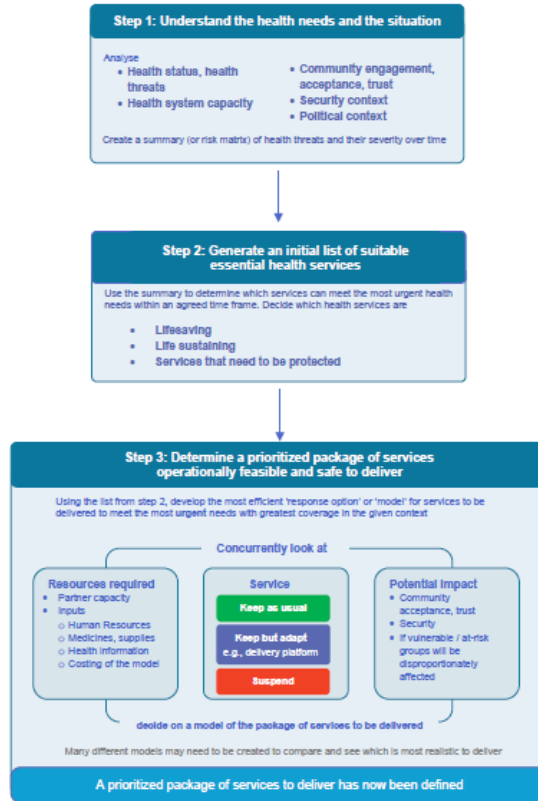 Step 1: Understand the health needs and the situation
Analyse
• Health status, health
threats
• Health system capacity
• Community engagement,
acceptance, trust
• Security context
• Political context
Create a summary (or risk matrix) of health threats and their severity over time
Step 2: Generate an initial list of suitable
essential health services
Use the summary to determine which services can meet the most urgent health
needs within an agreed time frame. Decide which health services are
• Lifesaving
• Life sustaining
• Services that need to be protected
Step 3: Determine a prioritized package of services
operationally feasible and safe to deliver
Using the list from step 2, develop the most efficient 'response option' or 'model' for services to be
delivered to meet the most urgent needs with greatest coverage in the given context
Concurrently look at
Resources required
• Partner capacity
• Inputs
o Human Resources
o Medicines, supplies
o Health information
o Costing of the model
Service
Keep as usual
Keep but adapt
e.g., delivery platform
Suspend
Potential impact
• Community
acceptance, trust
• Security
• If vulnerable / at-risk
groups will be
disproportionately
affected
decide on a model of the package of services to be delivered
Many different models may need to be created to compare and see which is most realistic to deliver
A prioritized package of services to deliver has now been defined